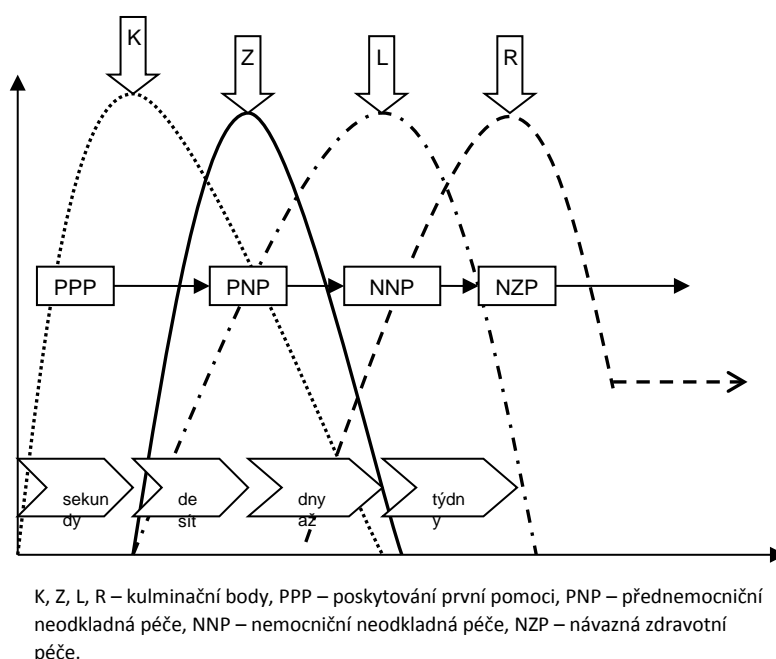 K
Z
L
R
PPP
PNP
NNP
NZP
sekun
dy
de
sít
dny
až
týdn
y
K, Z, L, R – kulminační body, PPP – poskytování první pomoci, PNP – přednemocniční
neodkladná péče, NNP – nemocniční neodkladná péče, NZP – návazná zdravotní
péče.